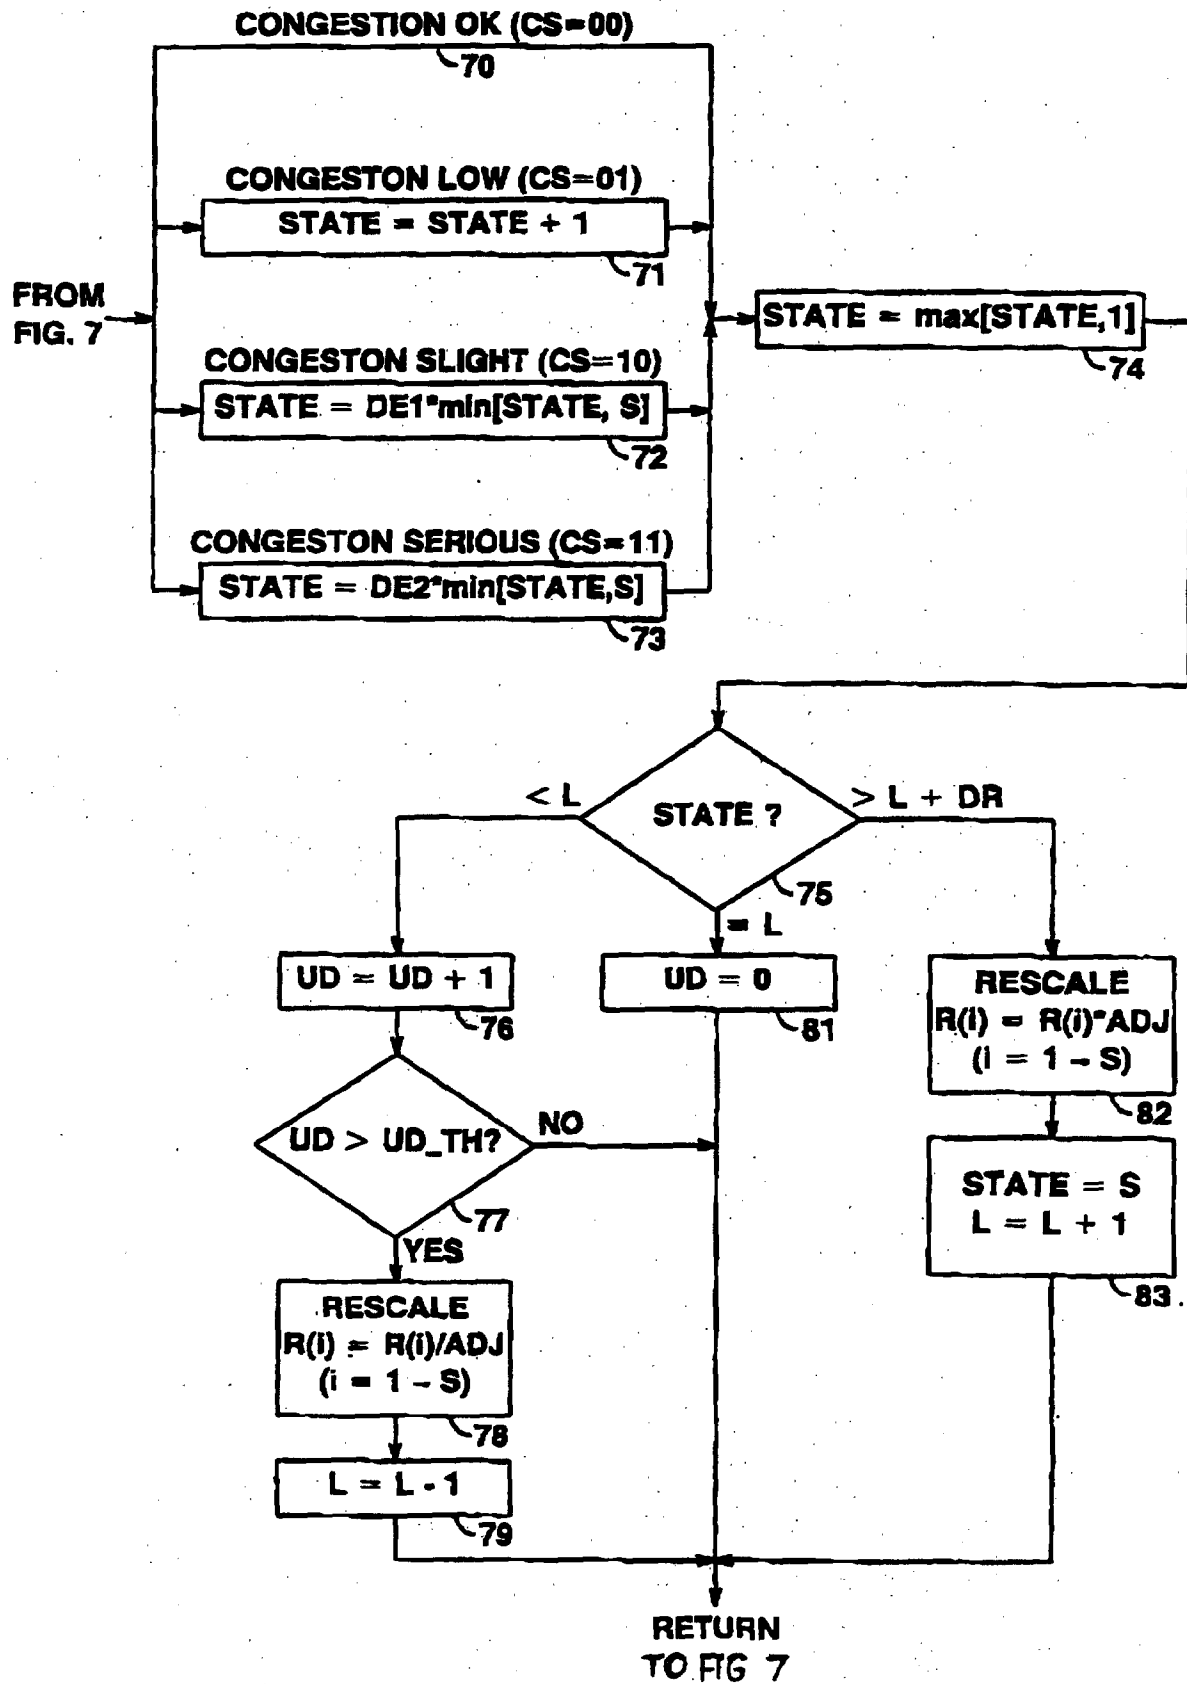 CONGESTION OK (CS=00)
70
CONGESTON LOW (CS=01)
STATE = STATE + 1
71
FROM
FIG. 7
STATE = max[STATE,1]
74
CONGESTON SLIGHT (CS=10)
STATE = DE1*min[STATE, S]
72
CONGESTON SERIOUS (CS=11)
STATE = DE2*min[STATE,S]
73
< L
STATE ?
> L + DR
75
= L
UD = UD + 1
76
UD = 0
81
RESCALE
R(i) = R(i)*ADJ
(i = 1 - S)
82
UD > UD_TH?
NO
77
YES
STATE = S
L = L + 1
83
RESCALE
R(i) = R(i)/ADJ
(i = 1 - S)
78
L = L - 1
79
RETURN
TO FIG 7